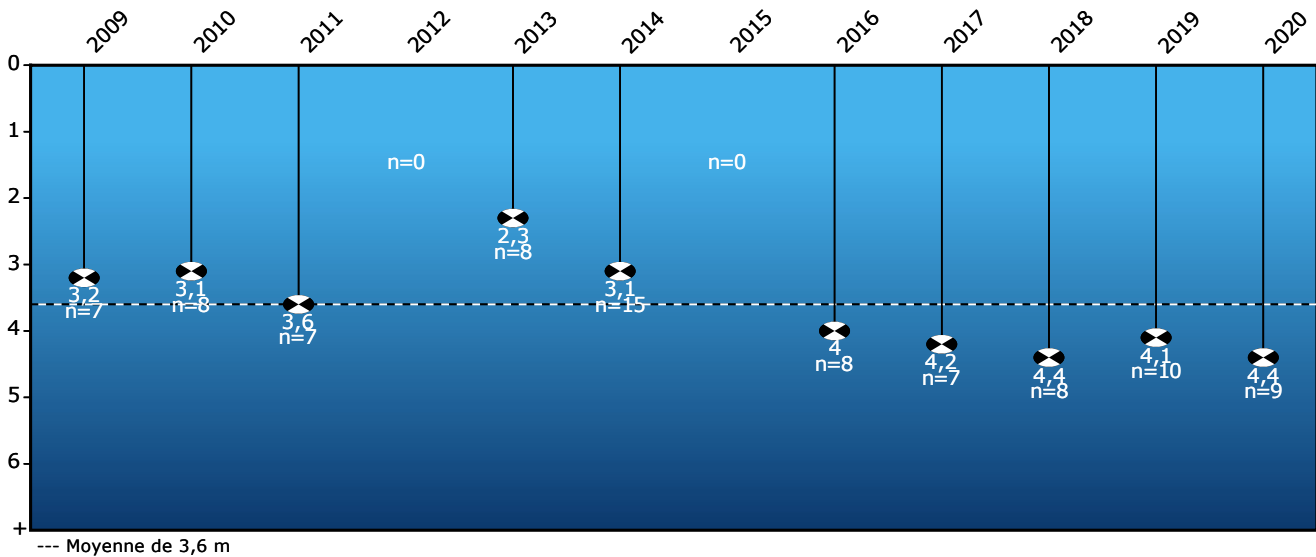 2009
2010
2011
2012
2013
2014
2015
2016
2017
2018
2019
2020
0
1
2
3
4
5
6
+
3,2
n=7
3,1
n=8
3,6
n=7
n=0
2,3
n=8
3,1
n=15
n=0
4
n=8
4,2
n=7
4,4
n=8
4,1
n=10
4,4
n=9
--- Moyenne de 3,6 m